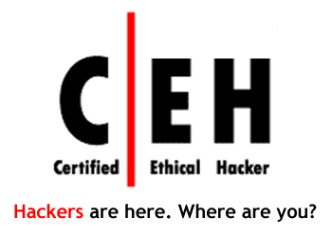 C|EH
Certified Ethical Hacker
Hackers are here. Where are you?